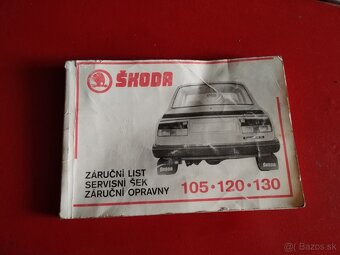 ŠKODA
ZÁRUČNÍ LIST
SERVISNÍ ŠEK
ZÁRUČNÍ OPRAVNY
105 • 120 • 130
© Bazos.sk